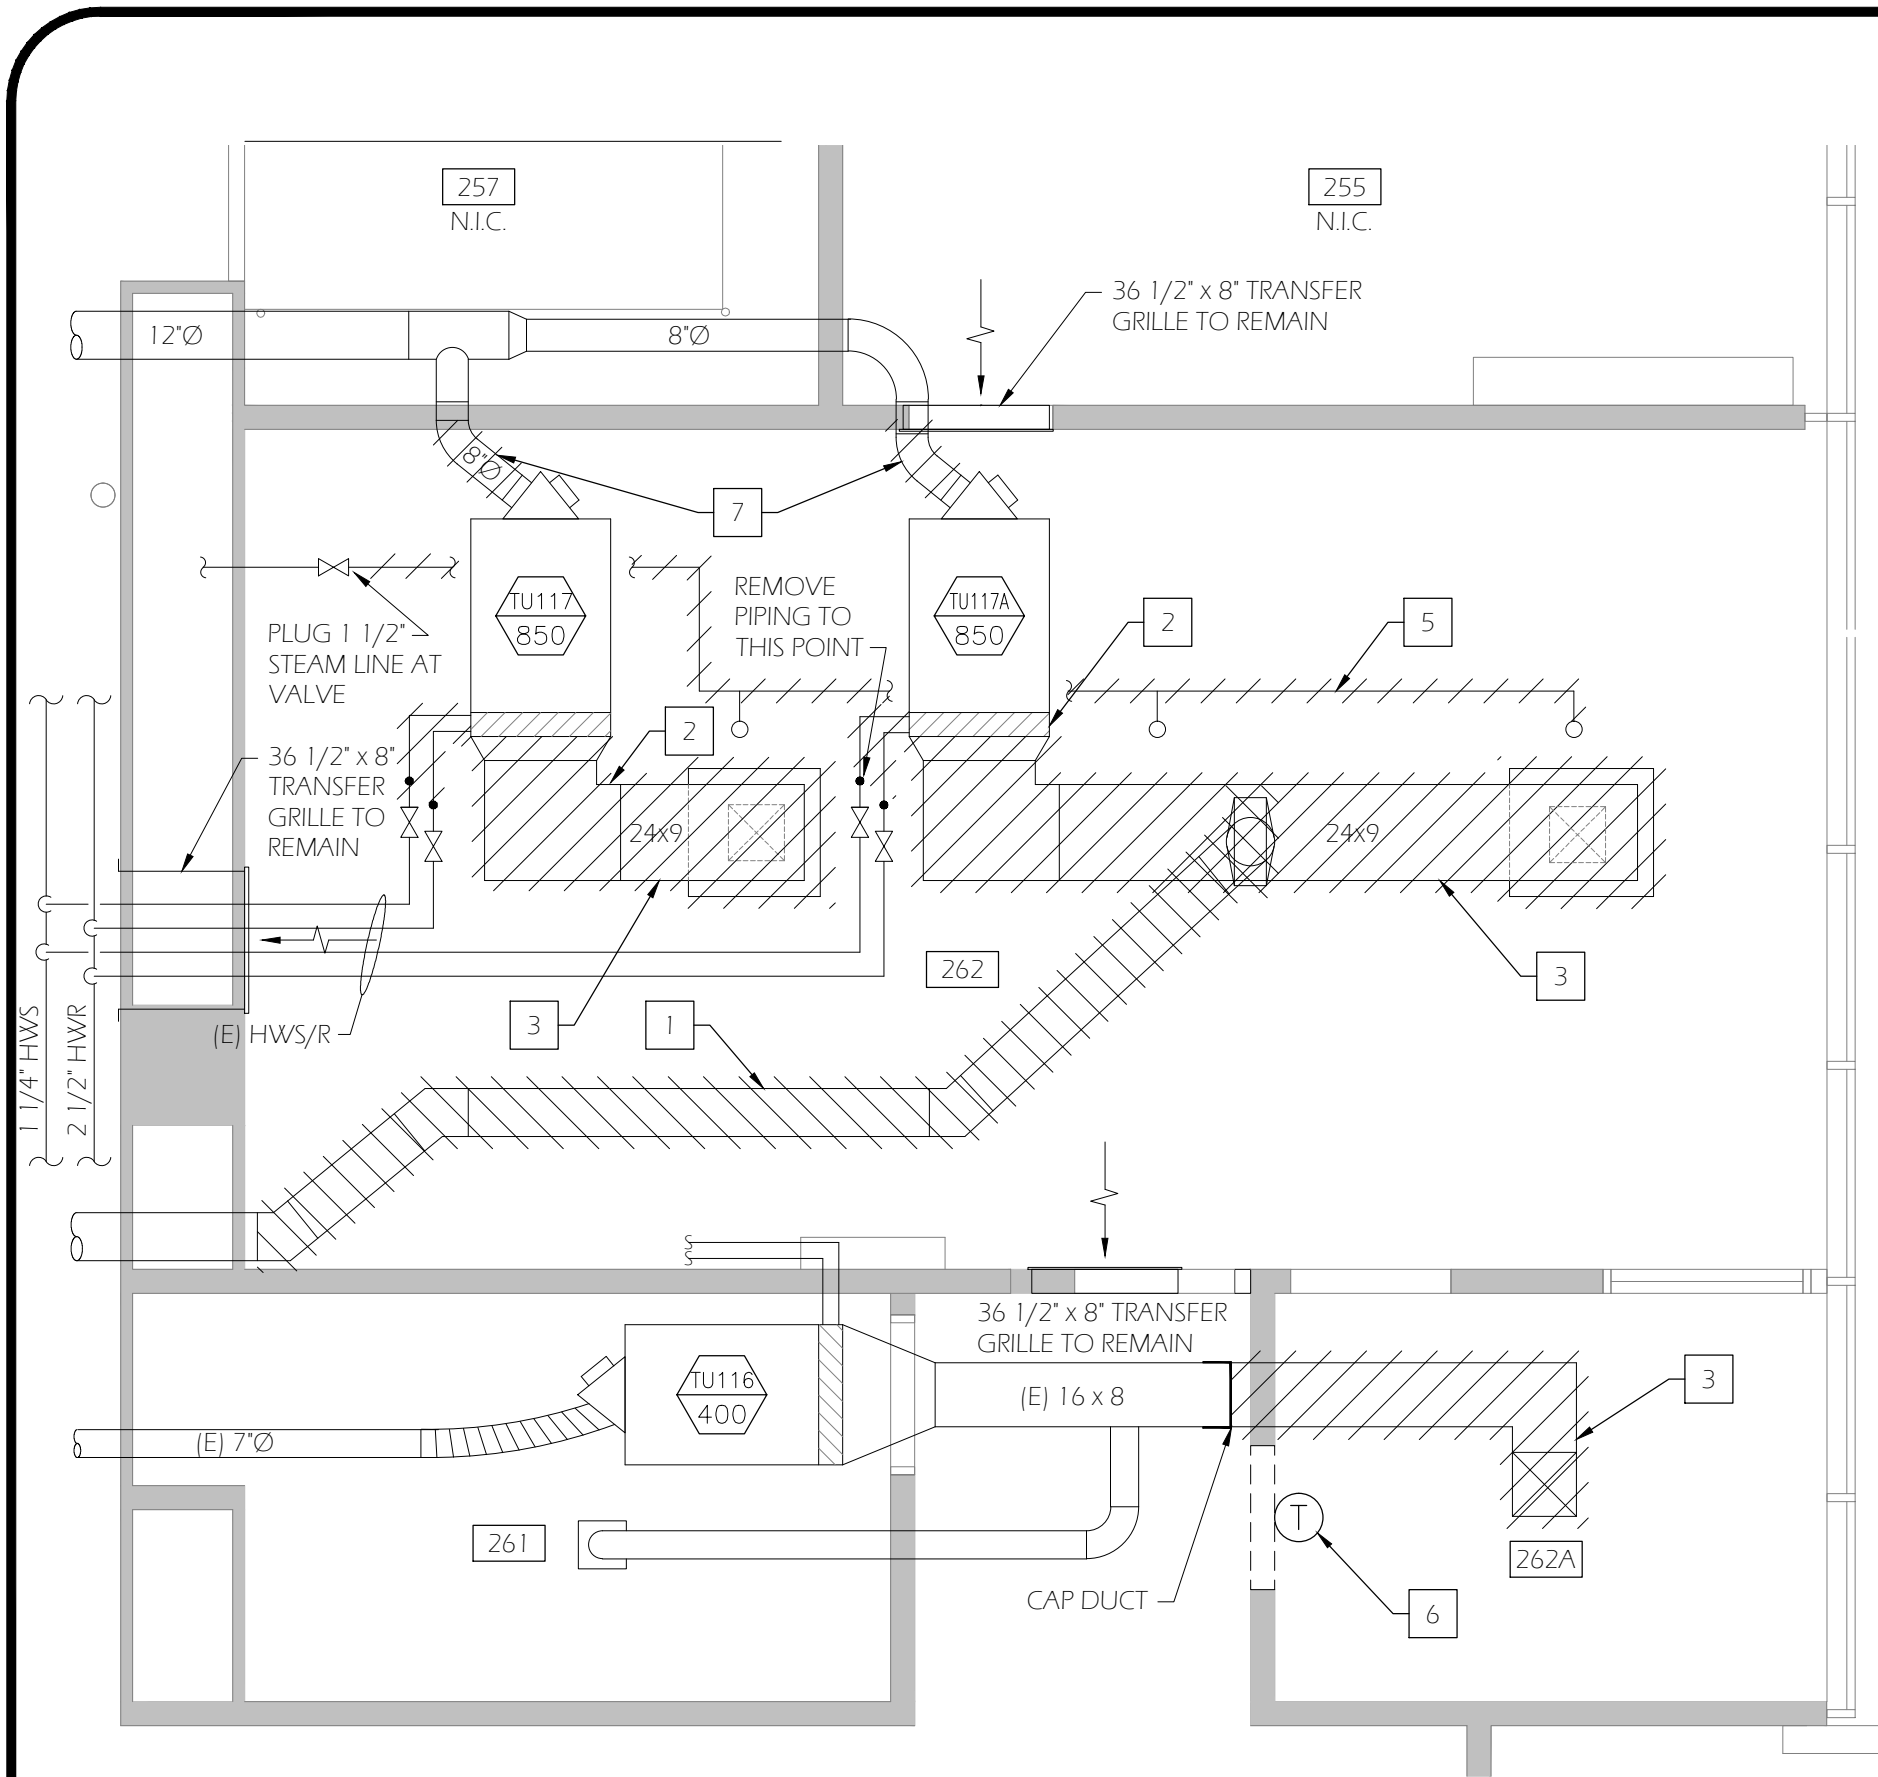 257
N.I.C.
255
N.I.C.
36 1/2" x 8" TRANSFER
GRILLE TO REMAIN
12"Ø
8"Ø
8"Ø
7
TU117
850
REMOVE
PIPING TO
THIS POINT
TU117A
850
2
5
PLUG 1 1/2"
STEAM LINE AT
VALVE
2
36 1/2" x 8"
TRANSFER
GRILLE TO
REMAIN
24x9
24x9
262
3
3
1
(E) HWS/R
1 1/4" HWS
2 1/2" HWR
36 1/2" x 8" TRANSFER
GRILLE TO REMAIN
TU116
400
(E) 16 x 8
3
(E) 7"Ø
261
T
262A
CAP DUCT
6